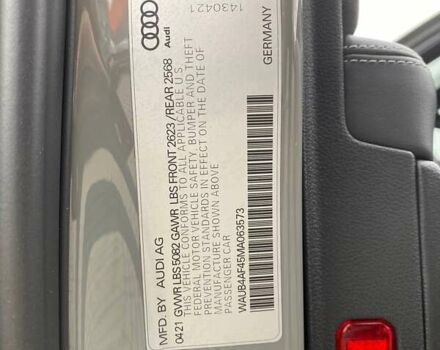 MFD. BY AUDI AG
0421 GVWR LBS 5082 GAWR LBS FRONT 2623 /REAR 2568
THIS VEHICLE CONFORMS TO ALL APPLICABLE U.S.
FEDERAL MOTOR VEHICLE SAFETY, BUMPER AND THEFT
PREVENTION STANDARDS IN EFFECT ON THE DATE OF
MANUFACTURE SHOWN ABOVE
PASSENGER CAR
WAUB4AF45MA063573
GERMANY
Audi
1430421